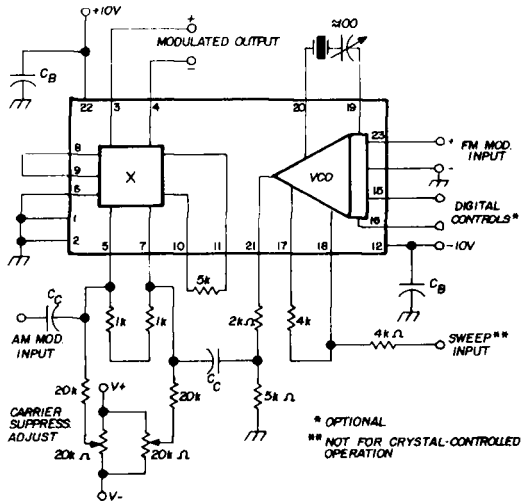 +10V
+
MODULATED OUTPUT
−
≈100
CB
22
3
4
20
19
8
9
6
1
2
X
VCO
23
15
16
12
+
FM MOD.
INPUT
-
DIGITAL
CONTROLS*
-10V
CB
5
7
10
11
21
17
18
5k
CC
AM MOD.
INPUT
1k
1k
2kΩ
4k
4kΩ
SWEEP**
INPUT
CC
20k
20k
5kΩ
V+
CARRIER
SUPPRESS.
ADJUST
20kΩ
20kΩ
V-
* OPTIONAL
** NOT FOR CRYSTAL-CONTROLLED
OPERATION